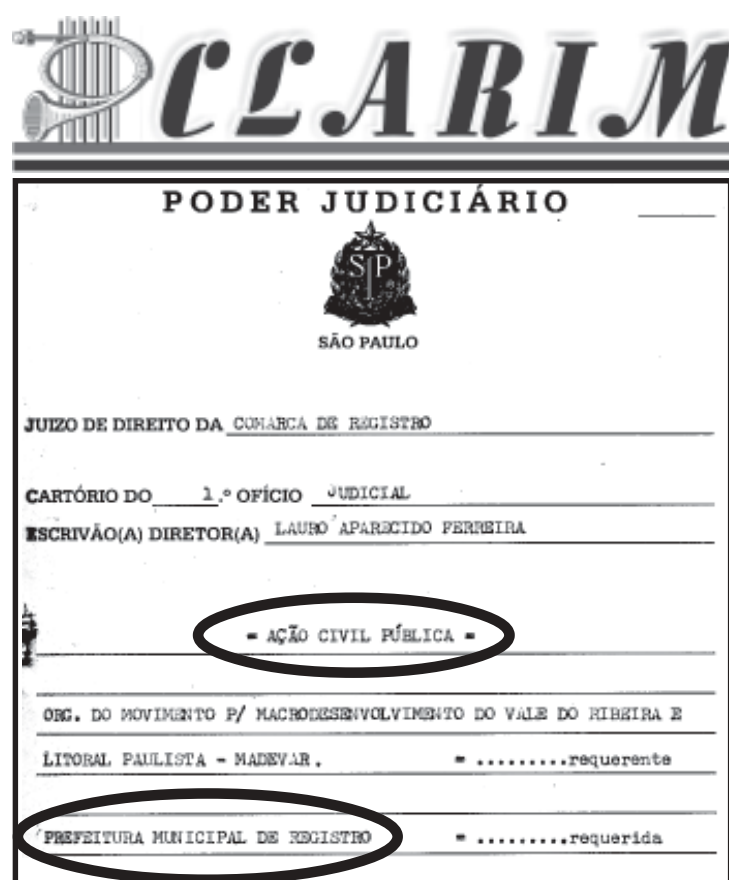 CLARIM
PODER JUDICIÁRIO
SP
SÃO PAULO
JUIZO DE DIREITO DA COMARCA DE REGISTRO
CARTÓRIO DO 1.º OFÍCIO JUDICIAL
ESCRIVÃO(A) DIRETOR(A) LAURO APARECIDO FERREIRA
= AÇÃO CIVIL PÚBLICA =
ORG. DO MOVIMENTO P/ MACRODESENVOLVIMENTO DO VALE DO RIBEIRA E
LITORAL PAULISTA - MADEVAR. = .........requerente
PREFEITURA MUNICIPAL DE REGISTRO = .........requerida